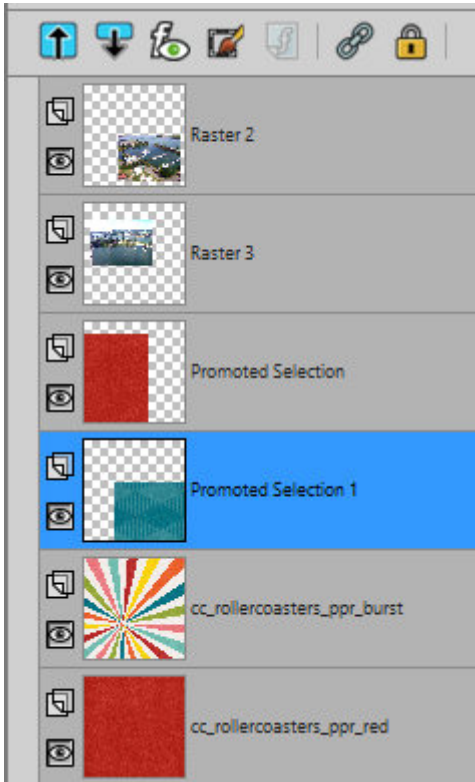 Raster 2
Raster 3
Promoted Selection
Promoted Selection 1
cc_rollercoasters_ppr_burst
cc_rollercoasters_ppr_red